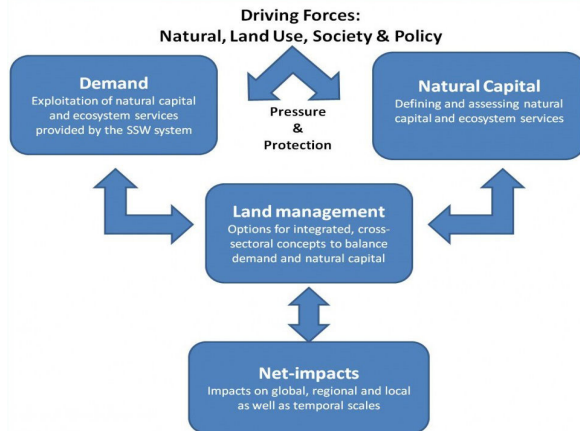 Driving Forces:
Natural, Land Use, Society & Policy
Demand
Exploitation of natural capital
and ecosystem services
provided by the SSW system
Pressure
&
Protection
Natural Capital
Defining and assessing natural
capital and ecosystem services
Land management
Options for integrated, cross-
sectoral concepts to balance
demand and natural capital
Net-impacts
Impacts on global, regional and local
as well as temporal scales